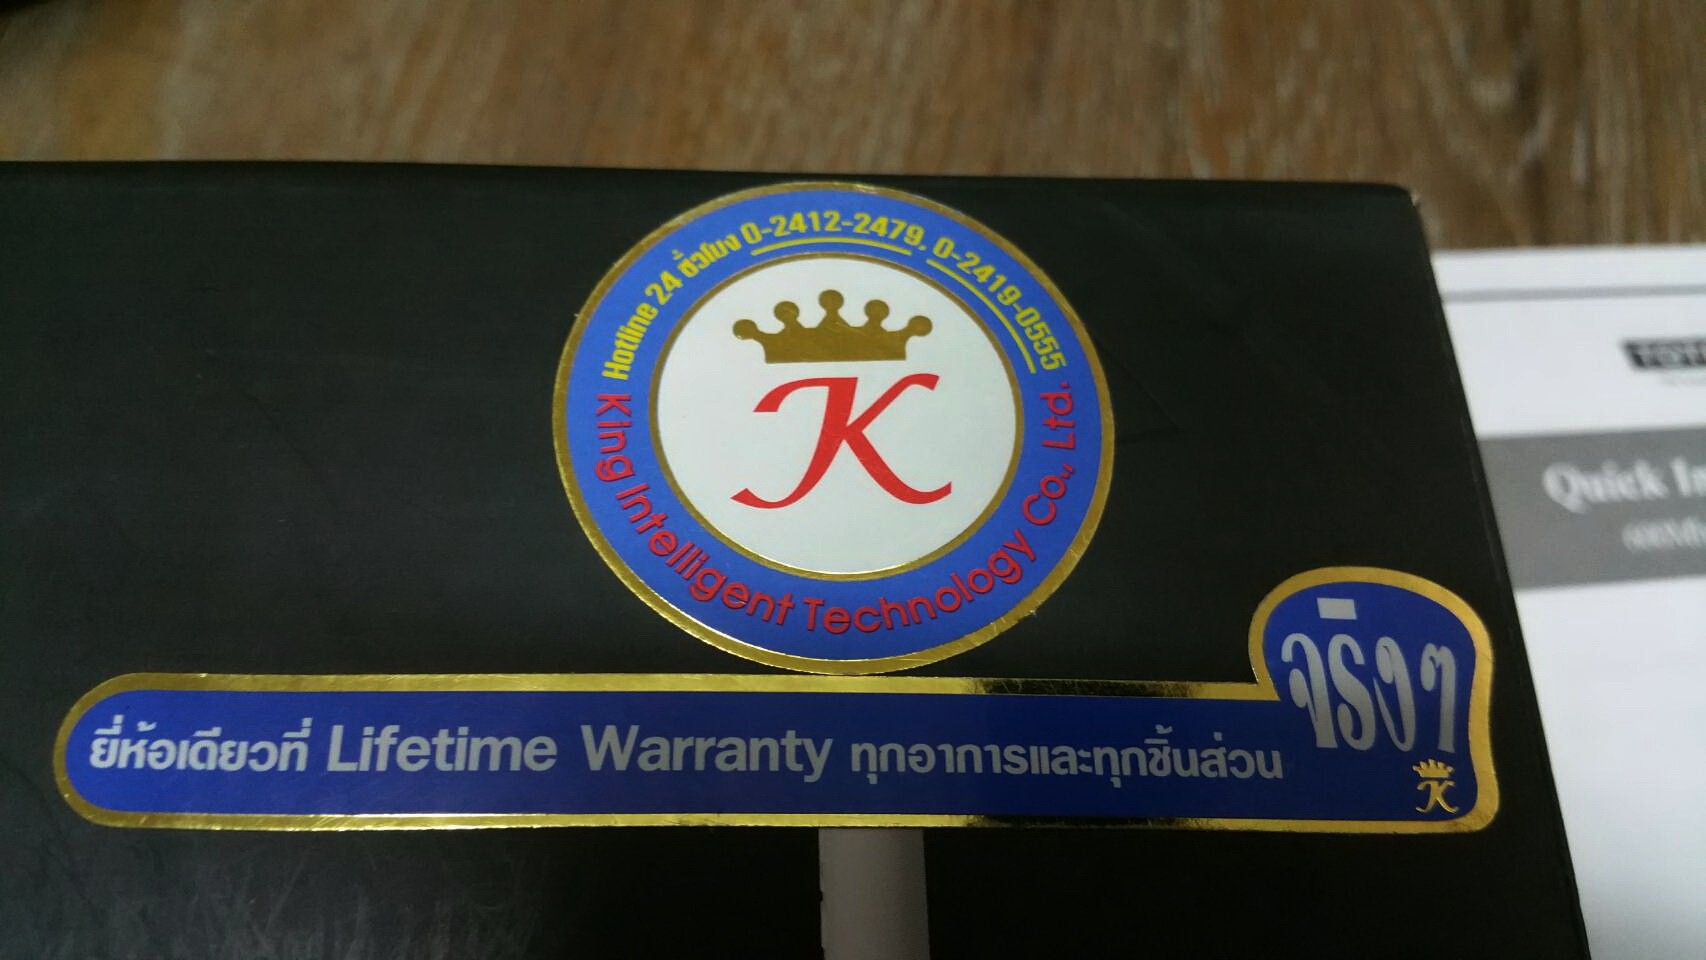 Hotline 24 ชั่วโมง 0-2412-2479, 0-2419-0555
K
King Intelligent Technology Co., Ltd.
ยี่ห้อเดียวที่ Lifetime Warranty ทุกอาการและทุกชิ้นส่วน
จริงๆ
K
Quick